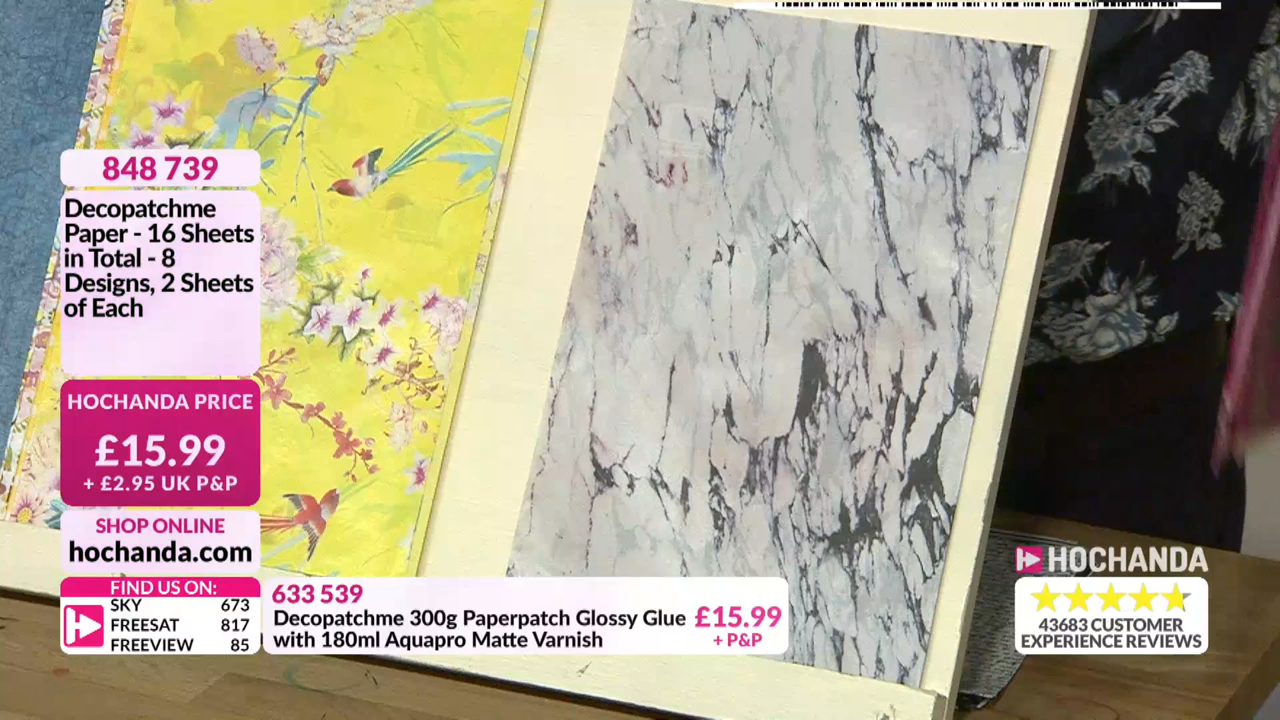 848 739
Decopatchme
Paper - 16 Sheets
in Total - 8
Designs, 2 Sheets
of Each
HOCHANDA PRICE
£15.99
+ £2.95 UK P&P
SHOP ONLINE
hochanda.com
FIND US ON:
SKY 673
FREESAT 817
FREEVIEW 85
633 539
Decopatchme 300g Paperpatch Glossy Glue
with 180ml Aquapro Matte Varnish
£15.99
+ P&P
HOCHANDA
43683 CUSTOMER
EXPERIENCE REVIEWS